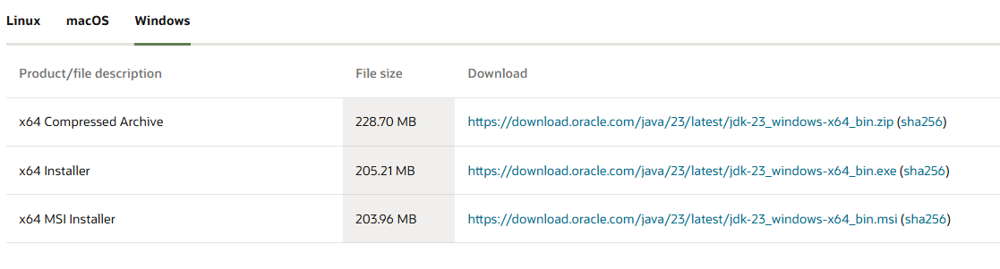 Linux macOS Windows
Product/file description File size Download
x64 Compressed Archive 228.70 MB https://download.oracle.com/java/23/latest/jdk-23_windows-x64_bin.zip (sha256)
x64 Installer 205.21 MB https://download.oracle.com/java/23/latest/jdk-23_windows-x64_bin.exe (sha256)
x64 MSI Installer 203.96 MB https://download.oracle.com/java/23/latest/jdk-23_windows-x64_bin.msi (sha256)